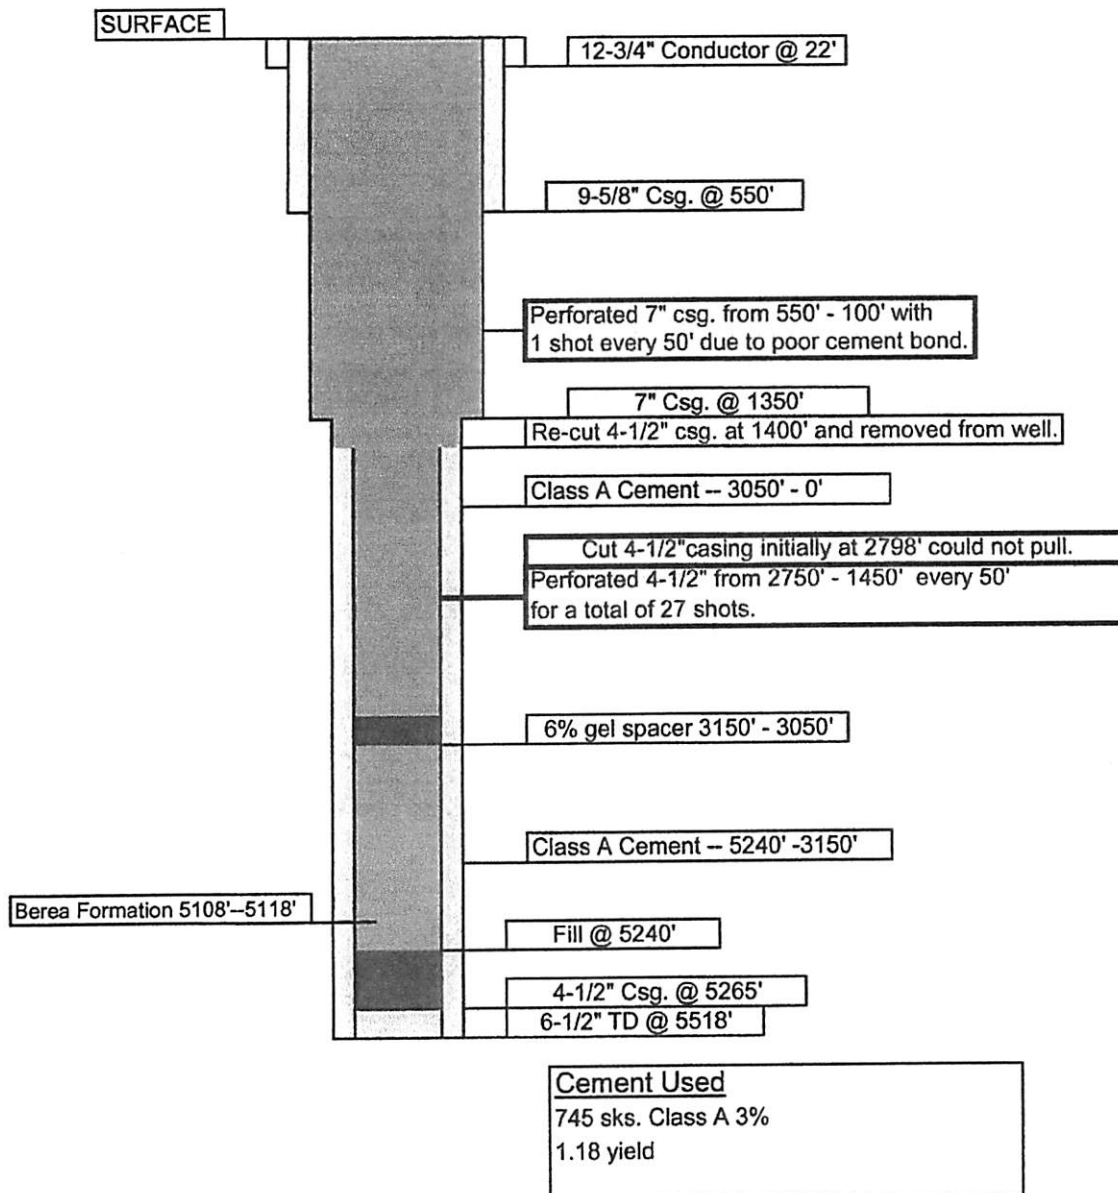 SURFACE
12-3/4" Conductor @ 22'
9-5/8" Csg. @ 550'
Perforated 7" csg. from 550' - 100' with
1 shot every 50' due to poor cement bond.
7" Csg. @ 1350'
Re-cut 4-1/2" csg. at 1400' and removed from well.
Class A Cement -- 3050' - 0'
Cut 4-1/2"casing initially at 2798' could not pull.
Perforated 4-1/2" from 2750' - 1450' every 50'
for a total of 27 shots.
6% gel spacer 3150' - 3050'
Class A Cement -- 5240' -3150'
Berea Formation 5108'--5118'
Fill @ 5240'
4-1/2" Csg. @ 5265'
6-1/2" TD @ 5518'
Cement Used
745 sks. Class A 3%
1.18 yield